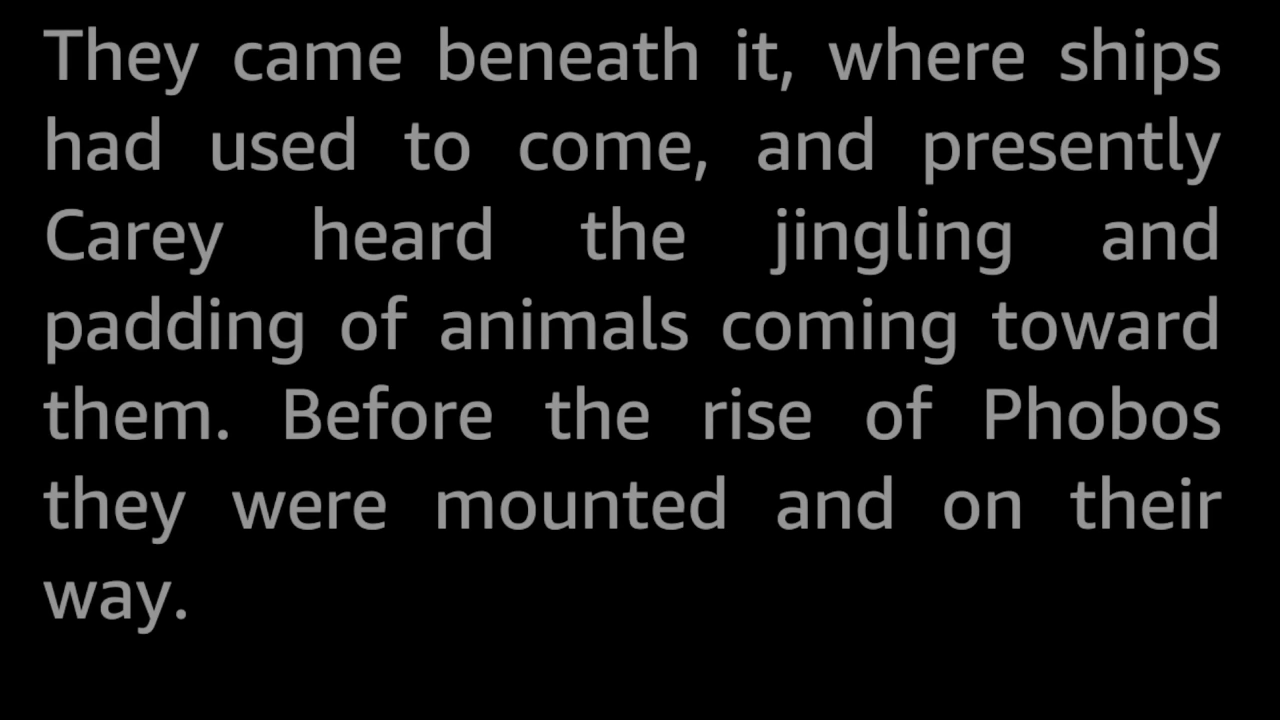 They came beneath it, where ships
had used to come, and presently
Carey heard the jingling and
padding of animals coming toward
them. Before the rise of Phobos
they were mounted and on their
way.